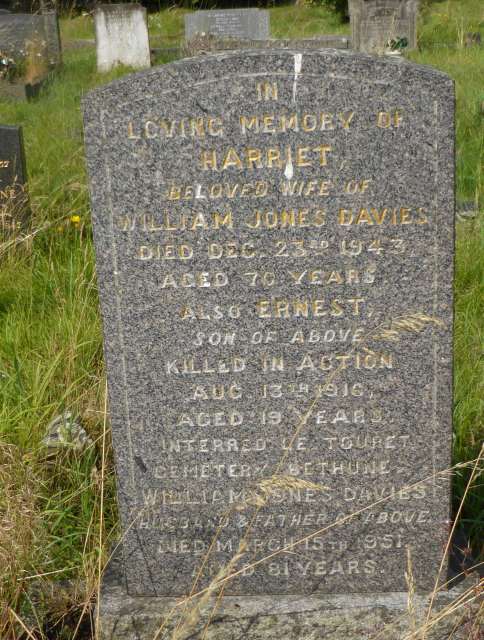 IN
LOVING MEMORY OF
HARRIET,
BELOVED WIFE OF
WILLIAM JONES DAVIES
DIED DEC. 23RD 1943.
AGED 70 YEARS.
ALSO ERNEST,
SON OF ABOVE
KILLED IN ACTION
AUG 13TH 1916,
AGED 19 YEARS.
INTERRED LE TOURET
CEMETERY BETHUNE
WILLIAM JONES DAVIES
HUSBAND & FATHER OF ABOVE.
DIED MARCH 15TH 1951.
AGED 81 YEARS.